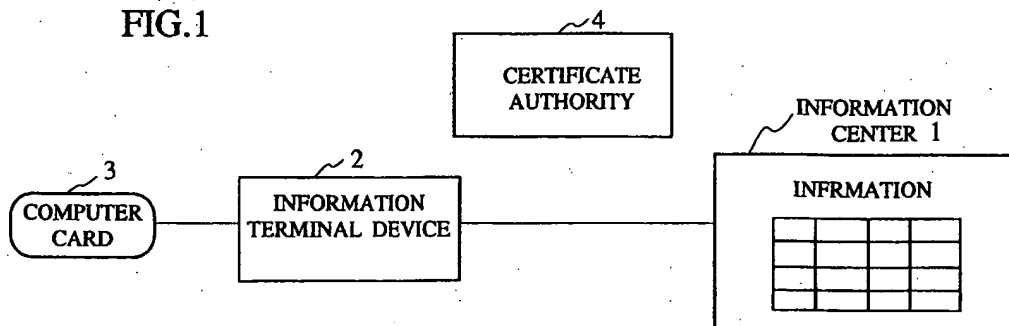 FIG.1
4
CERTIFICATE
AUTHORITY
INFORMATION
CENTER 1
3
COMPUTER
CARD
2
INFORMATION
TERMINAL DEVICE
INFRMATION